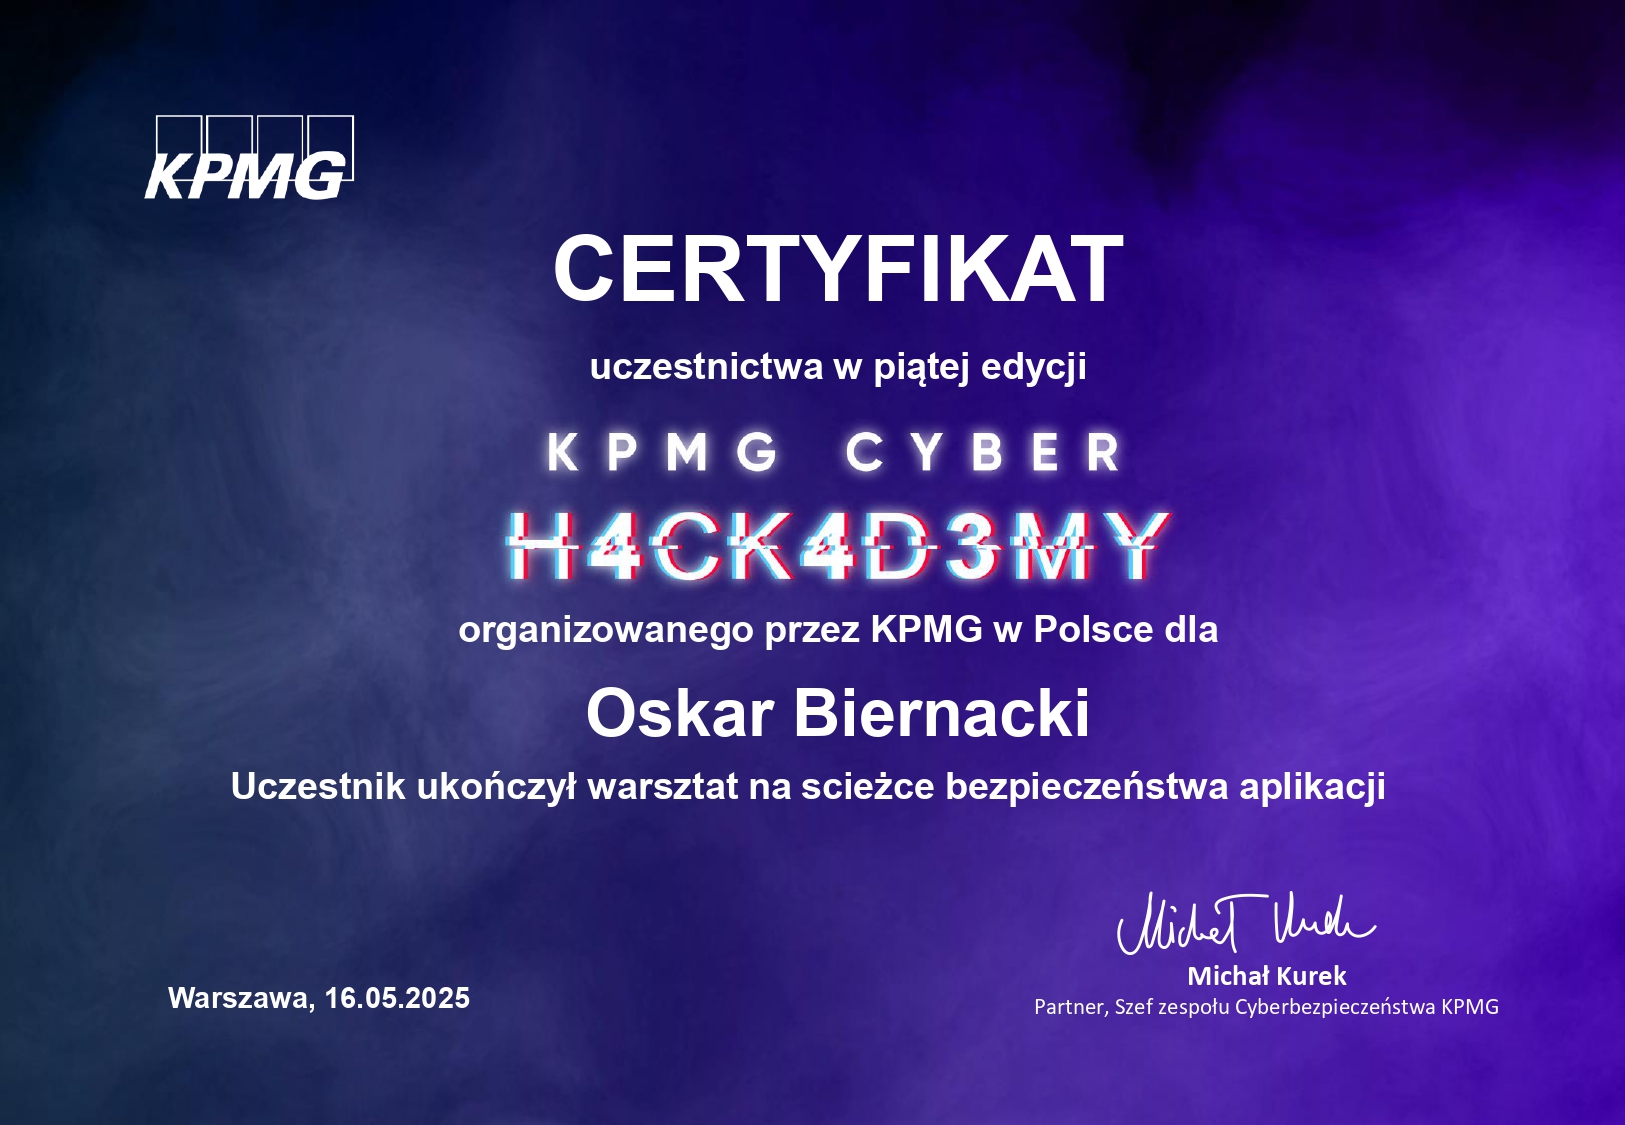 KPMG
CERTYFIKAT
uczestnictwa w piątej edycji
KPMG CYBER
H4CK4D3MY
organizowanego przez KPMG w Polsce dla
Oskar Biernacki
Uczestnik ukończył warsztat na scieżce bezpieczeństwa aplikacji
Michał Kurek
Michał Kurek
Partner, Szef zespołu Cyberbezpieczeństwa KPMG
Warszawa, 16.05.2025